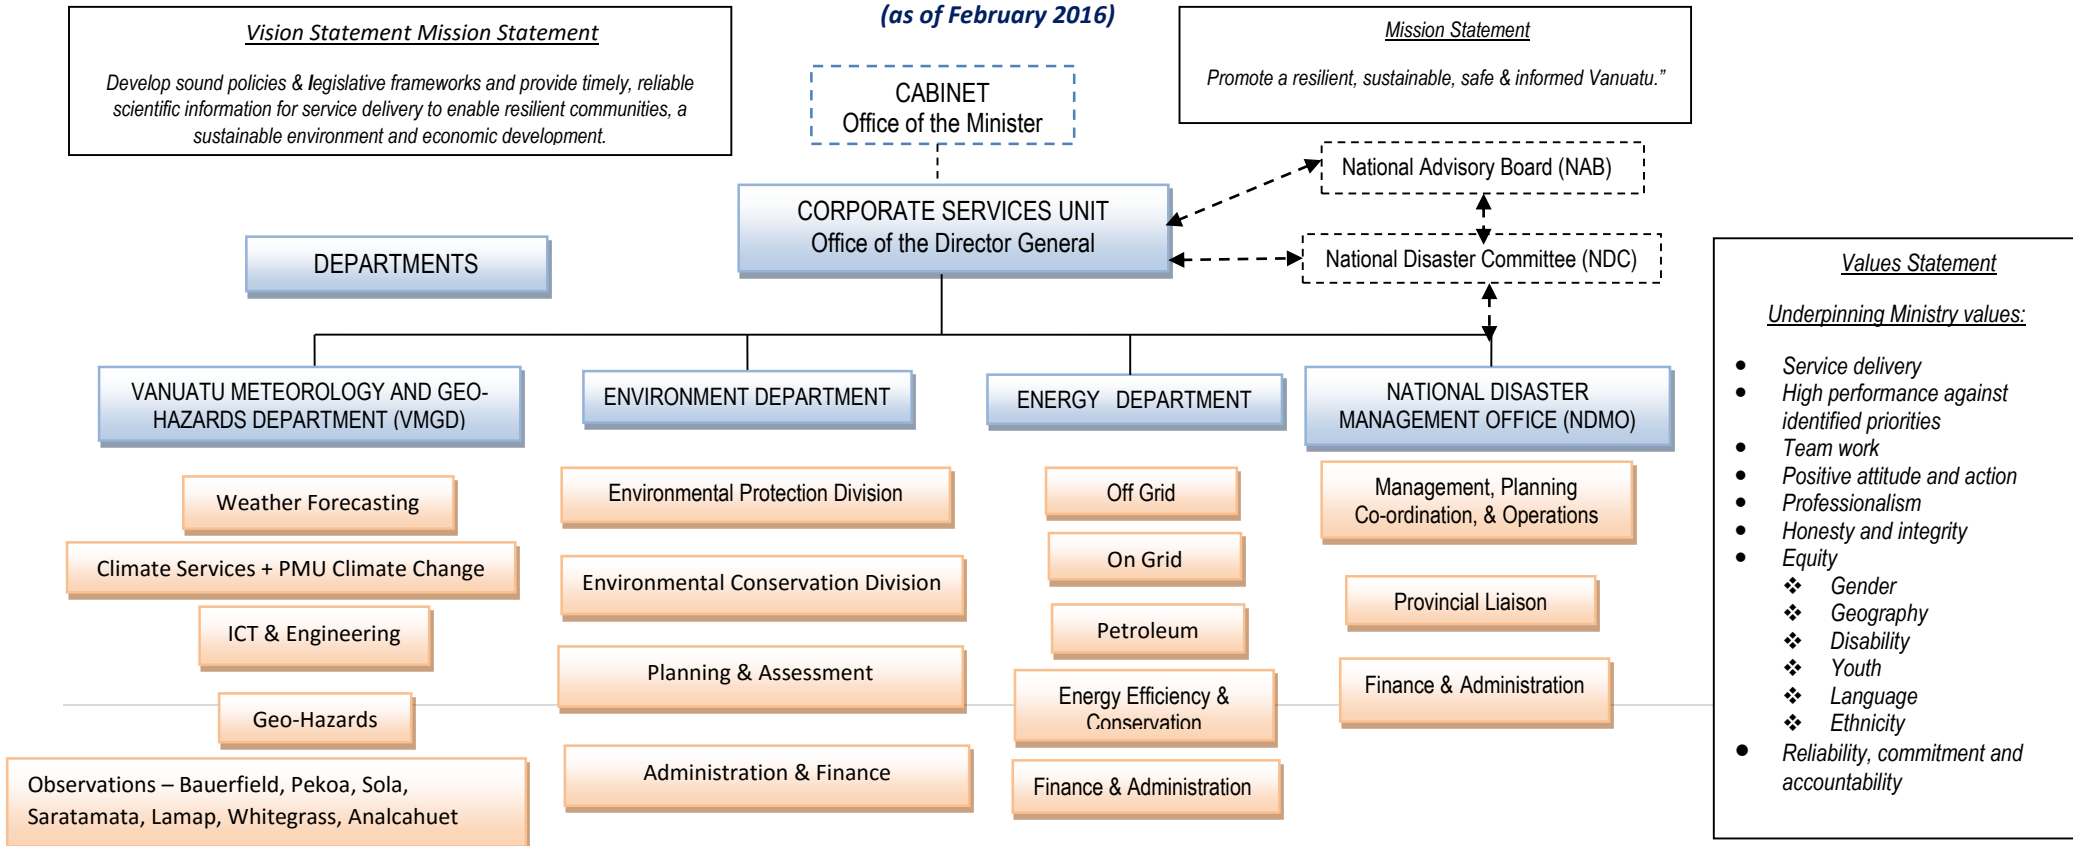 (as of February 2016)
Vision Statement Mission Statement
Develop sound policies & legislative frameworks and provide timely, reliable
scientific information for service delivery to enable resilient communities, a
sustainable environment and economic development.
Mission Statement
Promote a resilient, sustainable, safe & informed Vanuatu.”
CABINET
Office of the Minister
National Advisory Board (NAB)
CORPORATE SERVICES UNIT
Office of the Director General
National Disaster Committee (NDC)
DEPARTMENTS
VANUATU METEOROLOGY AND GEO-
HAZARDS DEPARTMENT (VMGD)
Weather Forecasting
Climate Services + PMU Climate Change
ICT & Engineering
Geo-Hazards
Observations – Bauerfield, Pekoa, Sola,
Saratamata, Lamap, Whitegrass, Analcahuet
ENVIRONMENT DEPARTMENT
Environmental Protection Division
Environmental Conservation Division
Planning & Assessment
Administration & Finance
ENERGY DEPARTMENT
Off Grid
On Grid
Petroleum
Energy Efficiency &
Conservation
Finance & Administration
NATIONAL DISASTER
MANAGEMENT OFFICE (NDMO)
Management, Planning
Co-ordination, & Operations
Provincial Liaison
Finance & Administration
Values Statement
Underpinning Ministry values:
● Service delivery
● High performance against
identified priorities
● Team work
● Positive attitude and action
● Professionalism
● Honesty and integrity
● Equity
❖ Gender
❖ Geography
❖ Disability
❖ Youth
❖ Language
❖ Ethnicity
● Reliability, commitment and
accountability